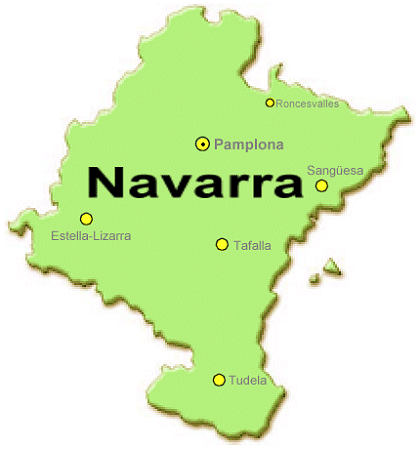 Roncesvalles
Pamplona
Sangüesa
Navarra
Estella-Lizarra
Tafalla
Tudela